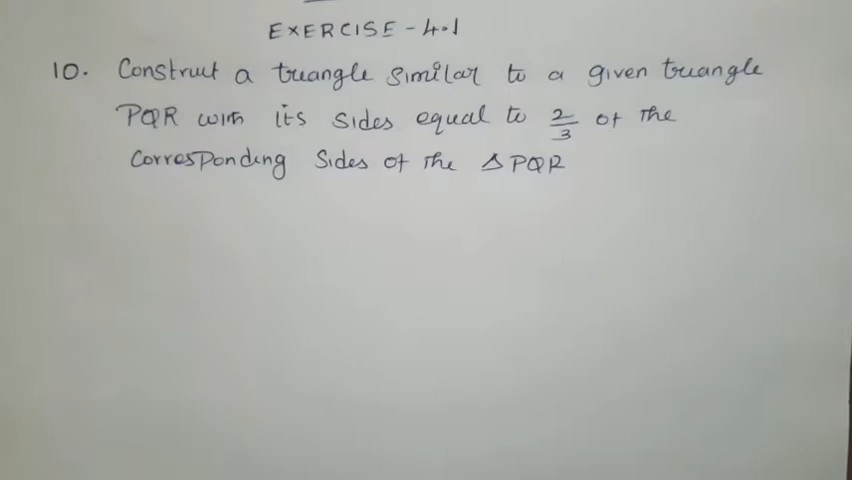 EXERCISE - 4.1
10. Construct a triangle similar to a given triangle
PQR with its sides equal to 2/3 of the
corresponding sides of the △PQR